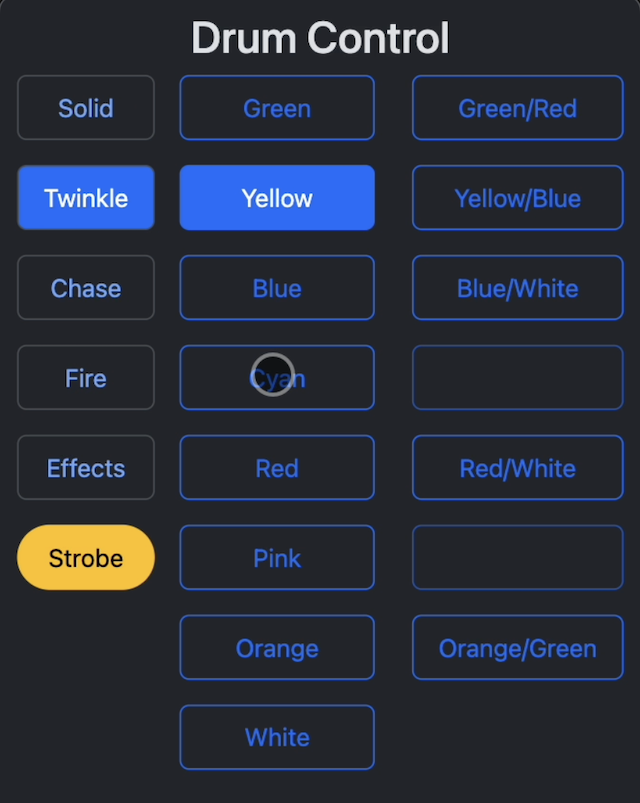 Drum Control
Solid Green Green/Red
Twinkle Yellow Yellow/Blue
Chase Blue Blue/White
Fire Cyan
Effects Red Red/White
Strobe Pink
Orange Orange/Green
White